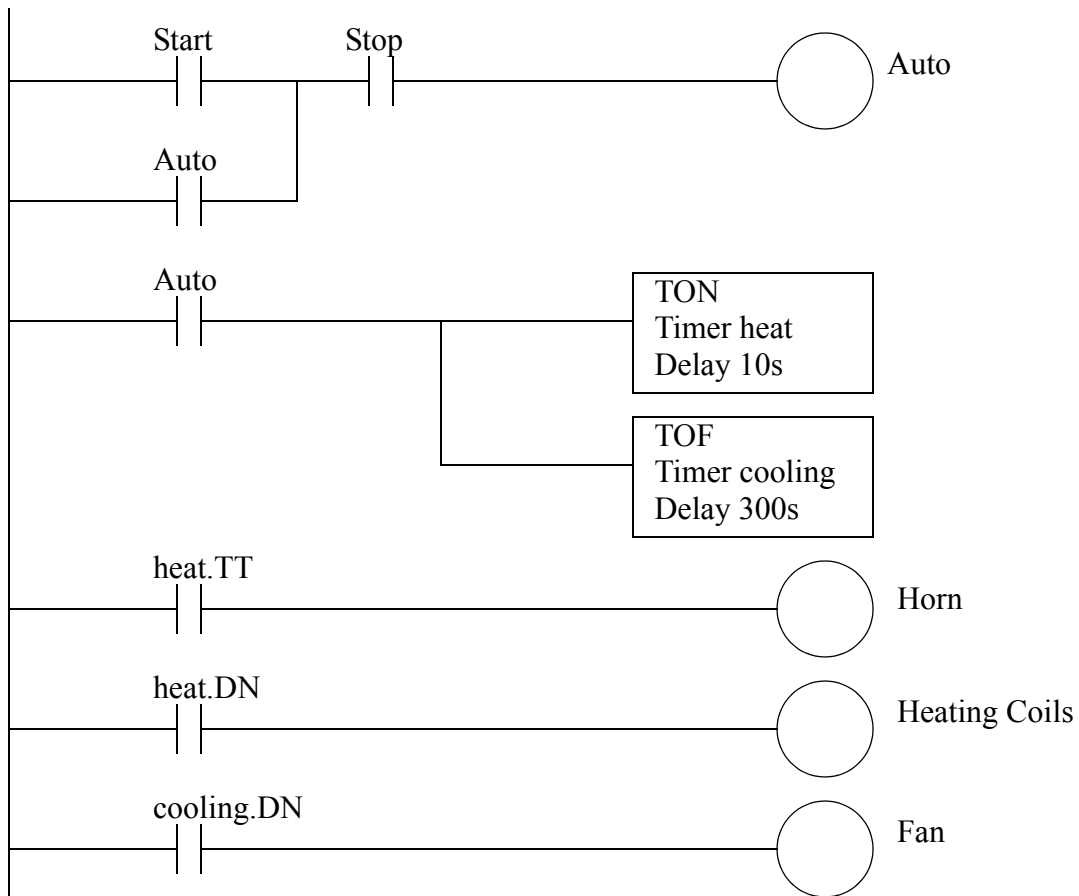 Start
Stop
Auto
Auto
Auto
TON
Timer heat
Delay 10s
TOF
Timer cooling
Delay 300s
heat.TT
Horn
heat.DN
Heating Coils
cooling.DN
Fan